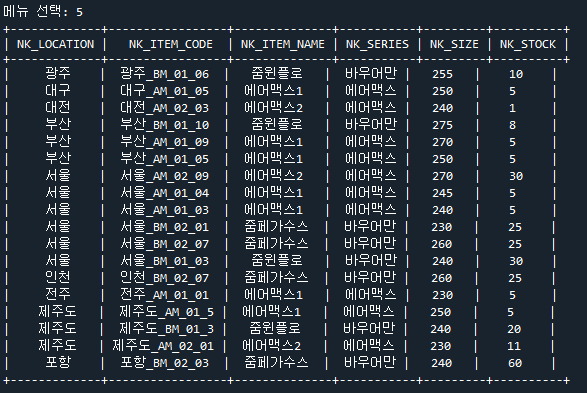 메뉴 선택: 5
+-------------+----------------+--------------+-----------+---------+----------+
| NK_LOCATION | NK_ITEM_CODE | NK_ITEM_NAME | NK_SERIES | NK_SIZE | NK_STOCK |
+-------------+----------------+--------------+-----------+---------+----------+
| 광주 | 광주_BM_01_06 | 줌윈플로 | 바우어만 | 255 | 10 |
| 대구 | 대구_AM_01_05 | 에어맥스1 | 에어맥스 | 250 | 5 |
| 대전 | 대전_AM_02_03 | 에어맥스2 | 에어맥스 | 240 | 1 |
| 부산 | 부산_BM_01_10 | 줌윈플로 | 바우어만 | 275 | 8 |
| 부산 | 부산_AM_01_09 | 에어맥스1 | 에어맥스 | 270 | 5 |
| 부산 | 부산_AM_01_05 | 에어맥스1 | 에어맥스 | 250 | 5 |
| 서울 | 서울_AM_02_09 | 에어맥스2 | 에어맥스 | 270 | 30 |
| 서울 | 서울_AM_01_04 | 에어맥스1 | 에어맥스 | 245 | 5 |
| 서울 | 서울_AM_01_03 | 에어맥스1 | 에어맥스 | 240 | 5 |
| 서울 | 서울_BM_02_01 | 줌페가수스 | 바우어만 | 230 | 25 |
| 서울 | 서울_BM_02_07 | 줌페가수스 | 바우어만 | 260 | 25 |
| 서울 | 서울_BM_01_03 | 줌윈플로 | 바우어만 | 240 | 30 |
| 인천 | 인천_BM_02_07 | 줌페가수스 | 바우어만 | 260 | 25 |
| 전주 | 전주_AM_01_01 | 에어맥스1 | 에어맥스 | 230 | 5 |
| 제주도 | 제주도_AM_01_5 | 에어맥스1 | 에어맥스 | 250 | 5 |
| 제주도 | 제주도_BM_01_3 | 줌윈플로 | 바우어만 | 240 | 20 |
| 제주도 | 제주도_AM_02_01 | 에어맥스2 | 에어맥스 | 230 | 11 |
| 포항 | 포항_BM_02_03 | 줌페가수스 | 바우어만 | 240 | 60 |
+-------------+----------------+--------------+-----------+---------+----------+